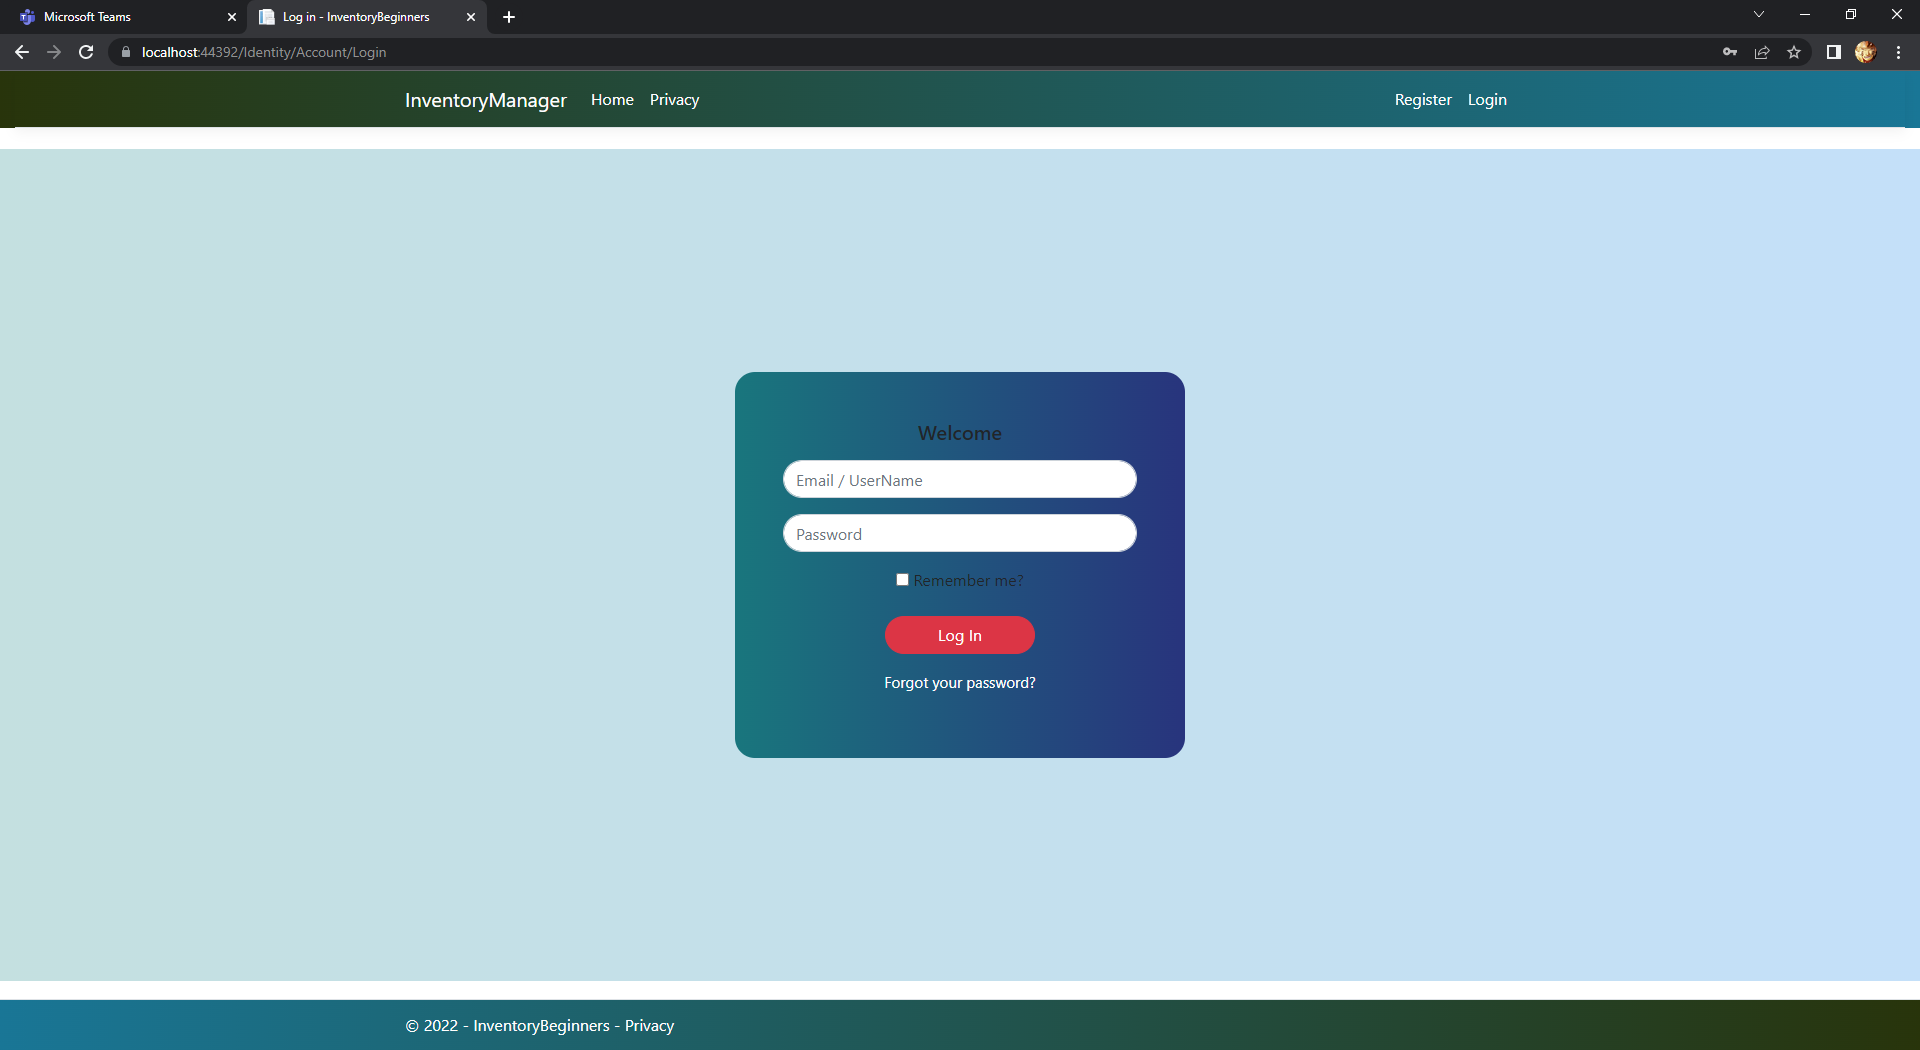 Microsoft Teams
Log in - InventoryBeginners
localhost:44392/Identity/Account/Login
InventoryManager Home Privacy Register Login
Welcome
Email / UserName
Password
Remember me?
Log In
Forgot your password?
© 2022 - InventoryBeginners - Privacy